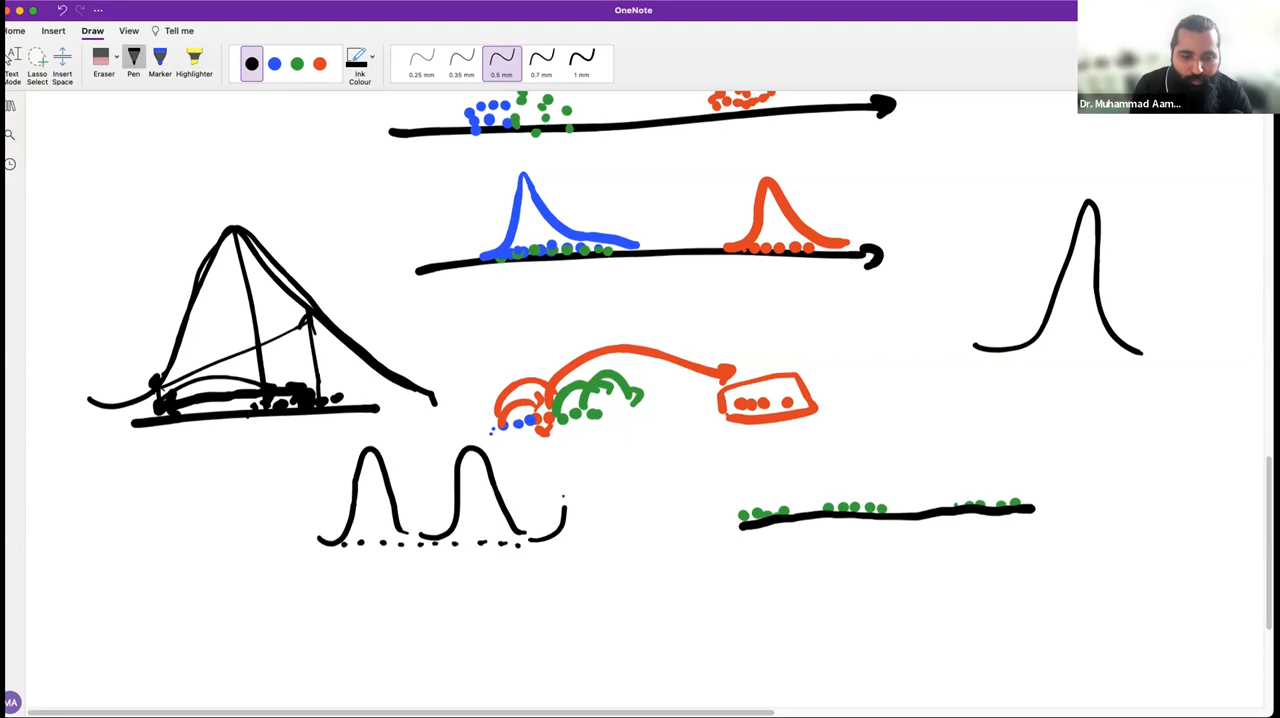 OneNote
Home Insert Draw View Tell me
Text Mode
Lasso Select
Insert Space
Eraser
Pen
Marker
Highlighter
Ink Colour
0.25 mm
0.35 mm
0.5 mm
0.7 mm
1 mm
Dr. Muhammad Aam...
MA